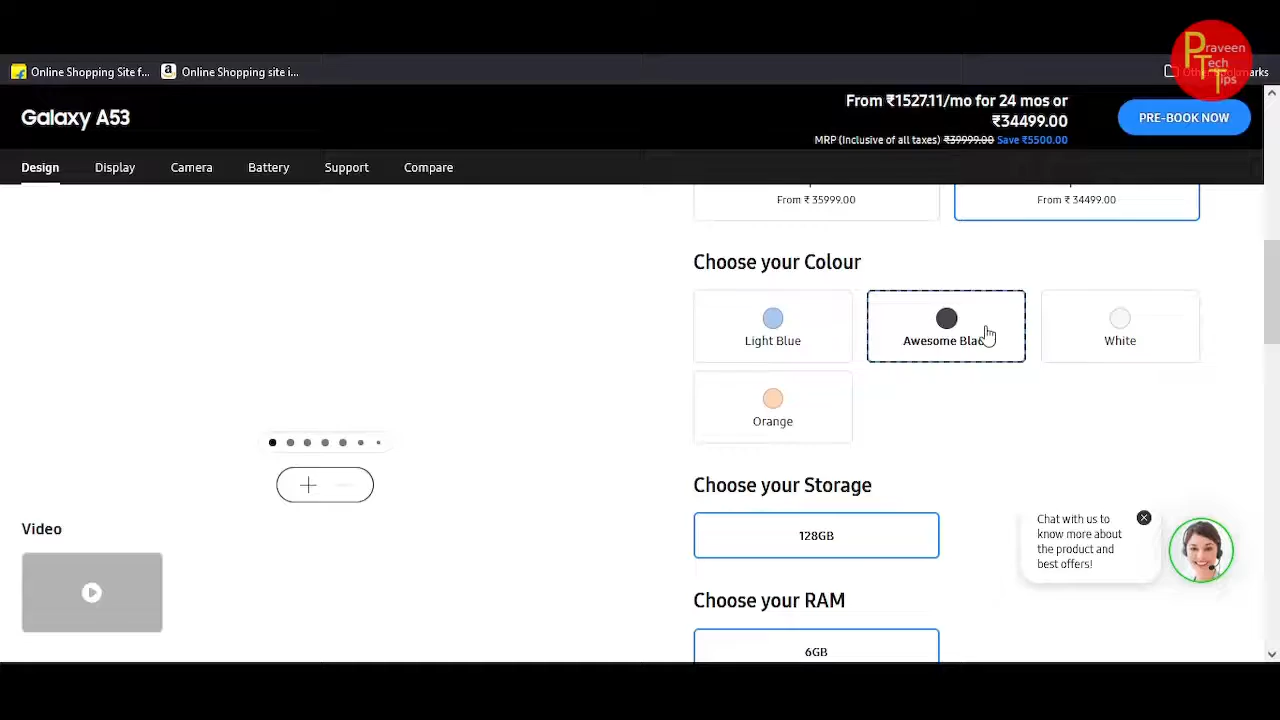 Online Shopping Site f...
Online Shopping site i...
Praveen
Tech
Tips
Galaxy A53
From ₹1527.11/mo for 24 mos or
₹34499.00
MRP (Inclusive of all taxes) ₹39999.00 Save ₹5500.00
PRE-BOOK NOW
Design
Display
Camera
Battery
Support
Compare
From ₹ 35999.00
From ₹ 34499.00
Choose your Colour
Light Blue
Awesome Black
White
Orange
Choose your Storage
128GB
Video
Chat with us to
know more about
the product and
best offers!
Choose your RAM
6GB